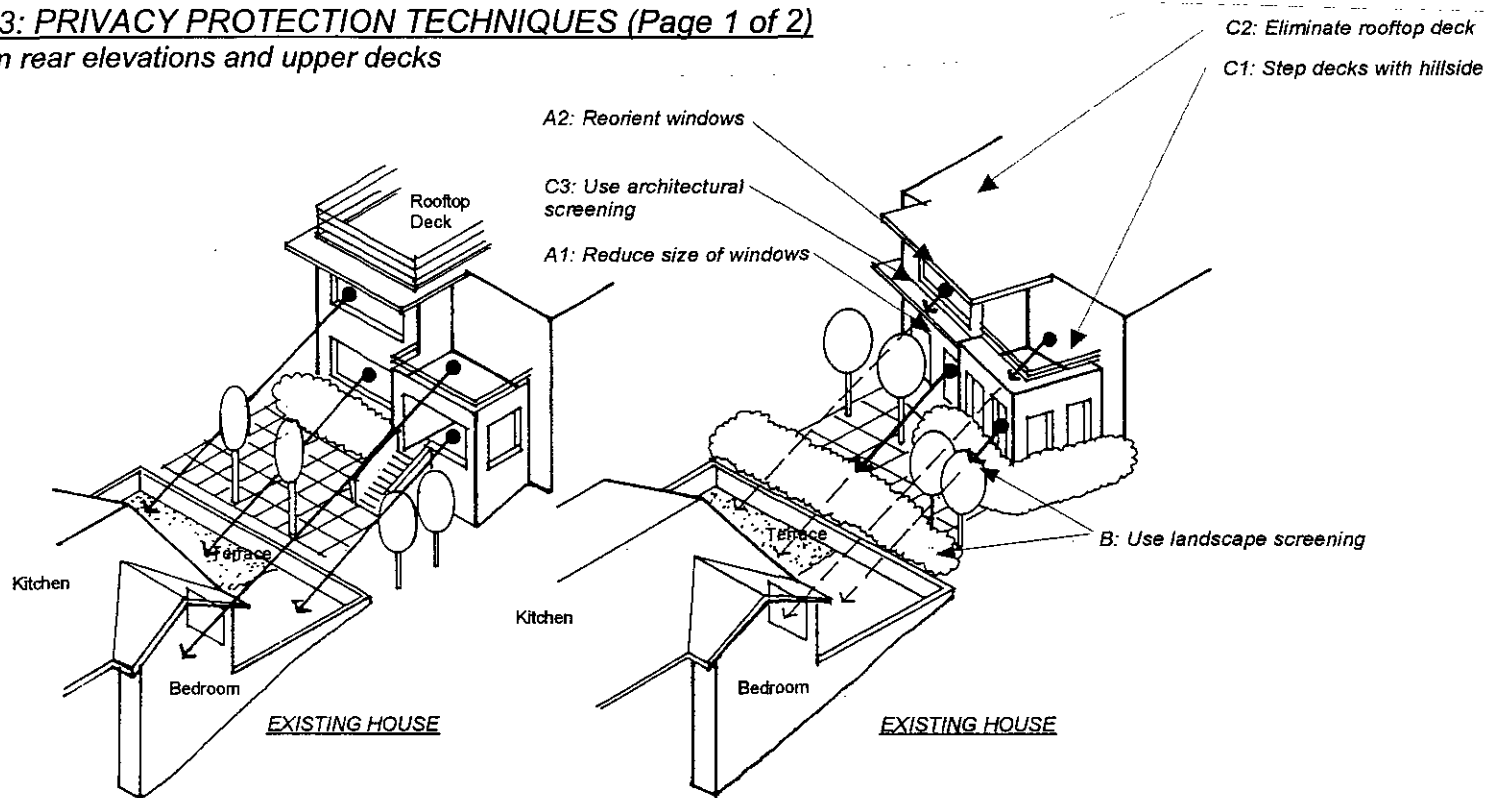 3: PRIVACY PROTECTION TECHNIQUES (Page 1 of 2)
n rear elevations and upper decks
C2: Eliminate rooftop deck
C1: Step decks with hillside
A2: Reorient windows
C3: Use architectural
screening
A1: Reduce size of windows
Rooftop
Deck
Terrace
Kitchen
Bedroom
EXISTING HOUSE
Terrace
B: Use landscape screening
Kitchen
Bedroom
EXISTING HOUSE